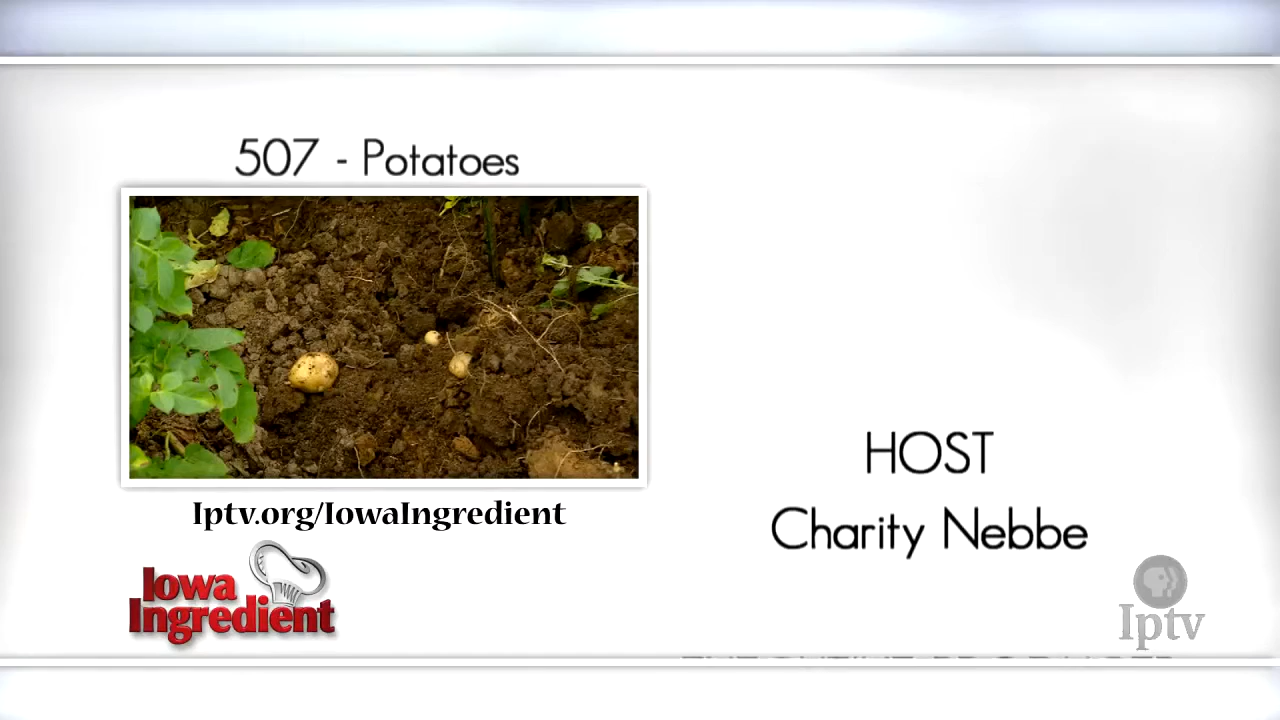 507 - Potatoes
Iptv.org/IowaIngredient
Iowa
Ingredient
HOST
Charity Nebbe
Iptv